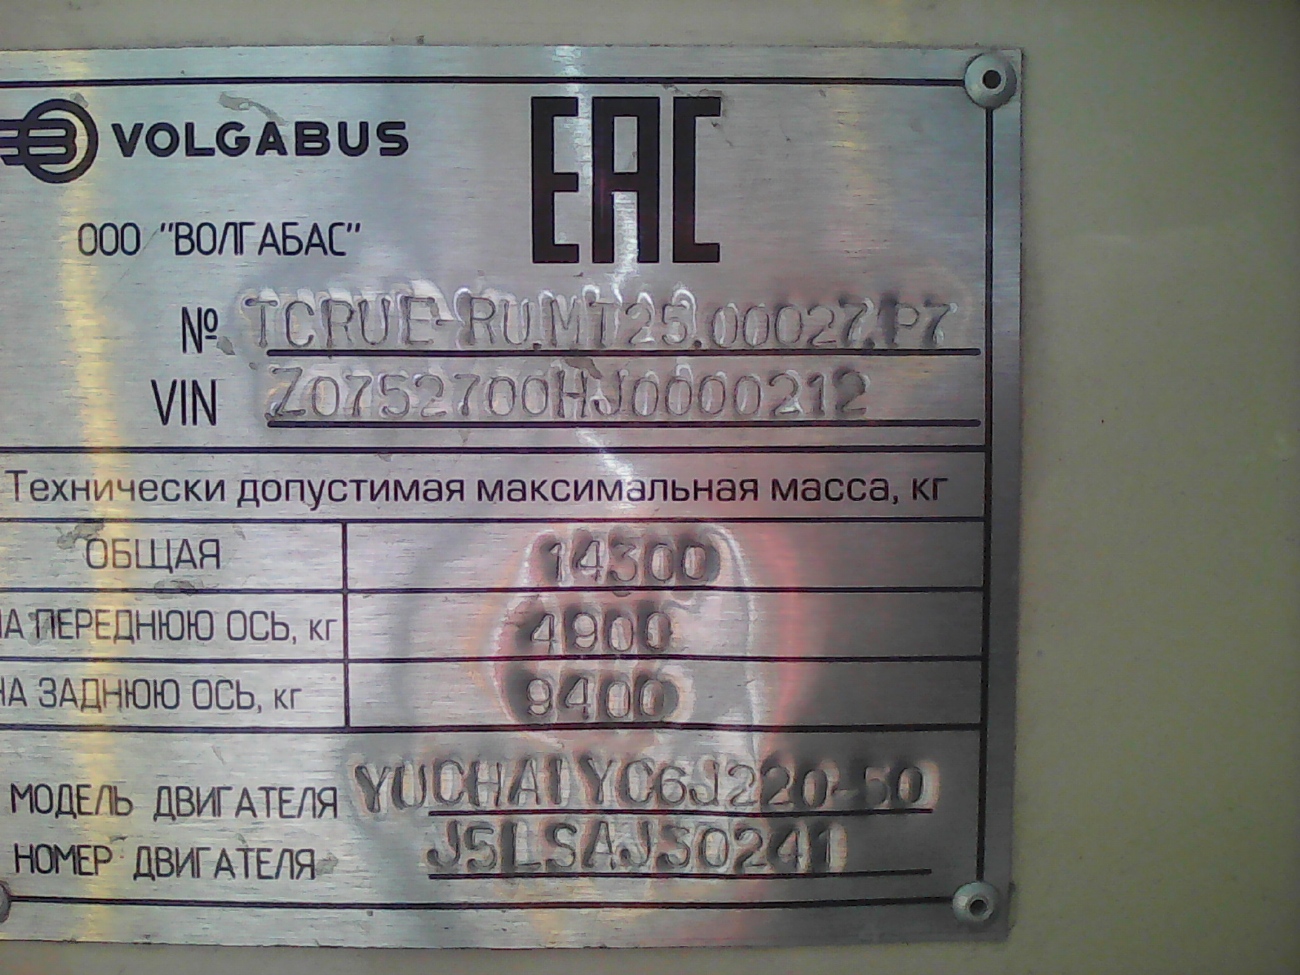 VOLGABUS EAC
ООО "ВОЛГАБАС"
№ TCRUE-RU.MT25.00027.P7
VIN Z0752700HJ0000212
Технически допустимая максимальная масса, кг
ОБЩАЯ 14300
НА ПЕРЕДНЮЮ ОСЬ, кг 4900
НА ЗАДНЮЮ ОСЬ, кг 9400
МОДЕЛЬ ДВИГАТЕЛЯ YUCHAI YC6J220-50
НОМЕР ДВИГАТЕЛЯ J5LSAJ30241